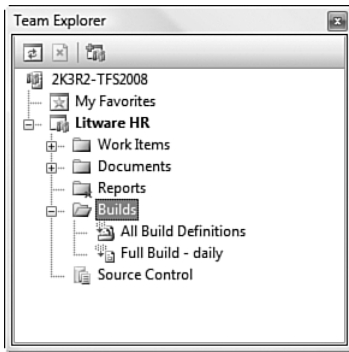 Team Explorer
2K3R2-TFS2008
My Favorites
Litware HR
Work Items
Documents
Reports
Builds
All Build Definitions
Full Build - daily
Source Control